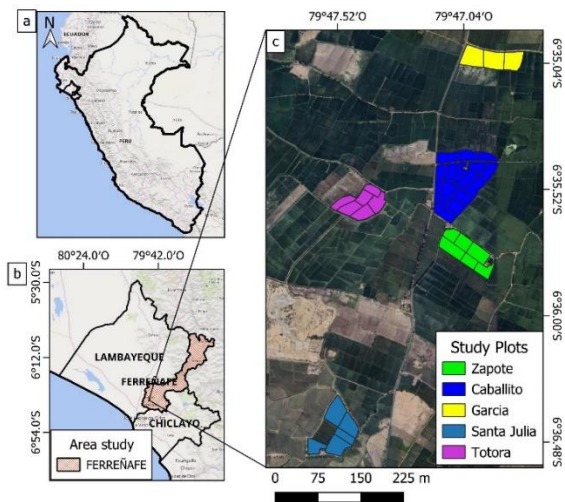 a
N
ECUADOR
PERU
b
80°24.0'O 79°42.0'O
5°30.0'S
6°12.0'S
6°54.0'S
LAMBAYEQUE
FERREÑAFE
CHICLAYO
Area study
FERREÑAFE
c
79°47.52'O 79°47.04'O
6°35.04'S
6°35.52'S
6°36.00'S
6°36.48'S
Study Plots
Zapote
Caballito
Garcia
Santa Julia
Totora
0 75 150 225 m